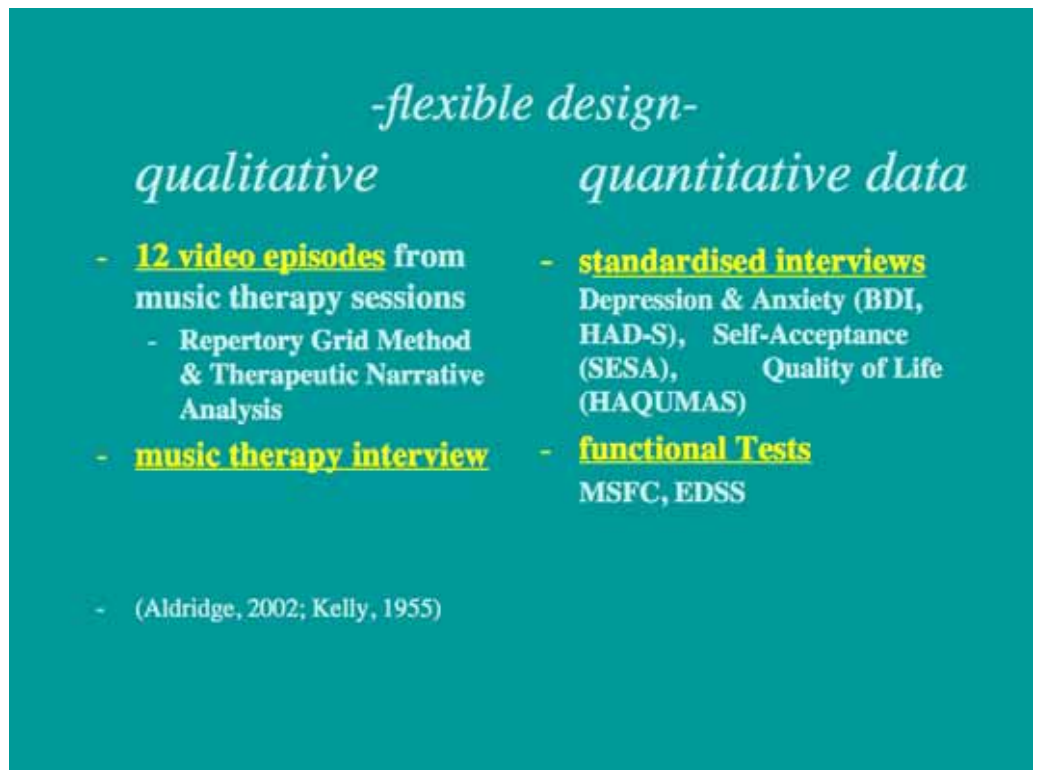 -flexible design-
qualitative
- 12 video episodes from
music therapy sessions
- Repertory Grid Method
& Therapeutic Narrative
Analysis
- music therapy interview
- (Aldridge, 2002; Kelly, 1955)
quantitative data
- standardised interviews
Depression & Anxiety (BDI,
HAD-S), Self-Acceptance
(SESA), Quality of Life
(HAQUMAS)
- functional Tests
MSFC, EDSS